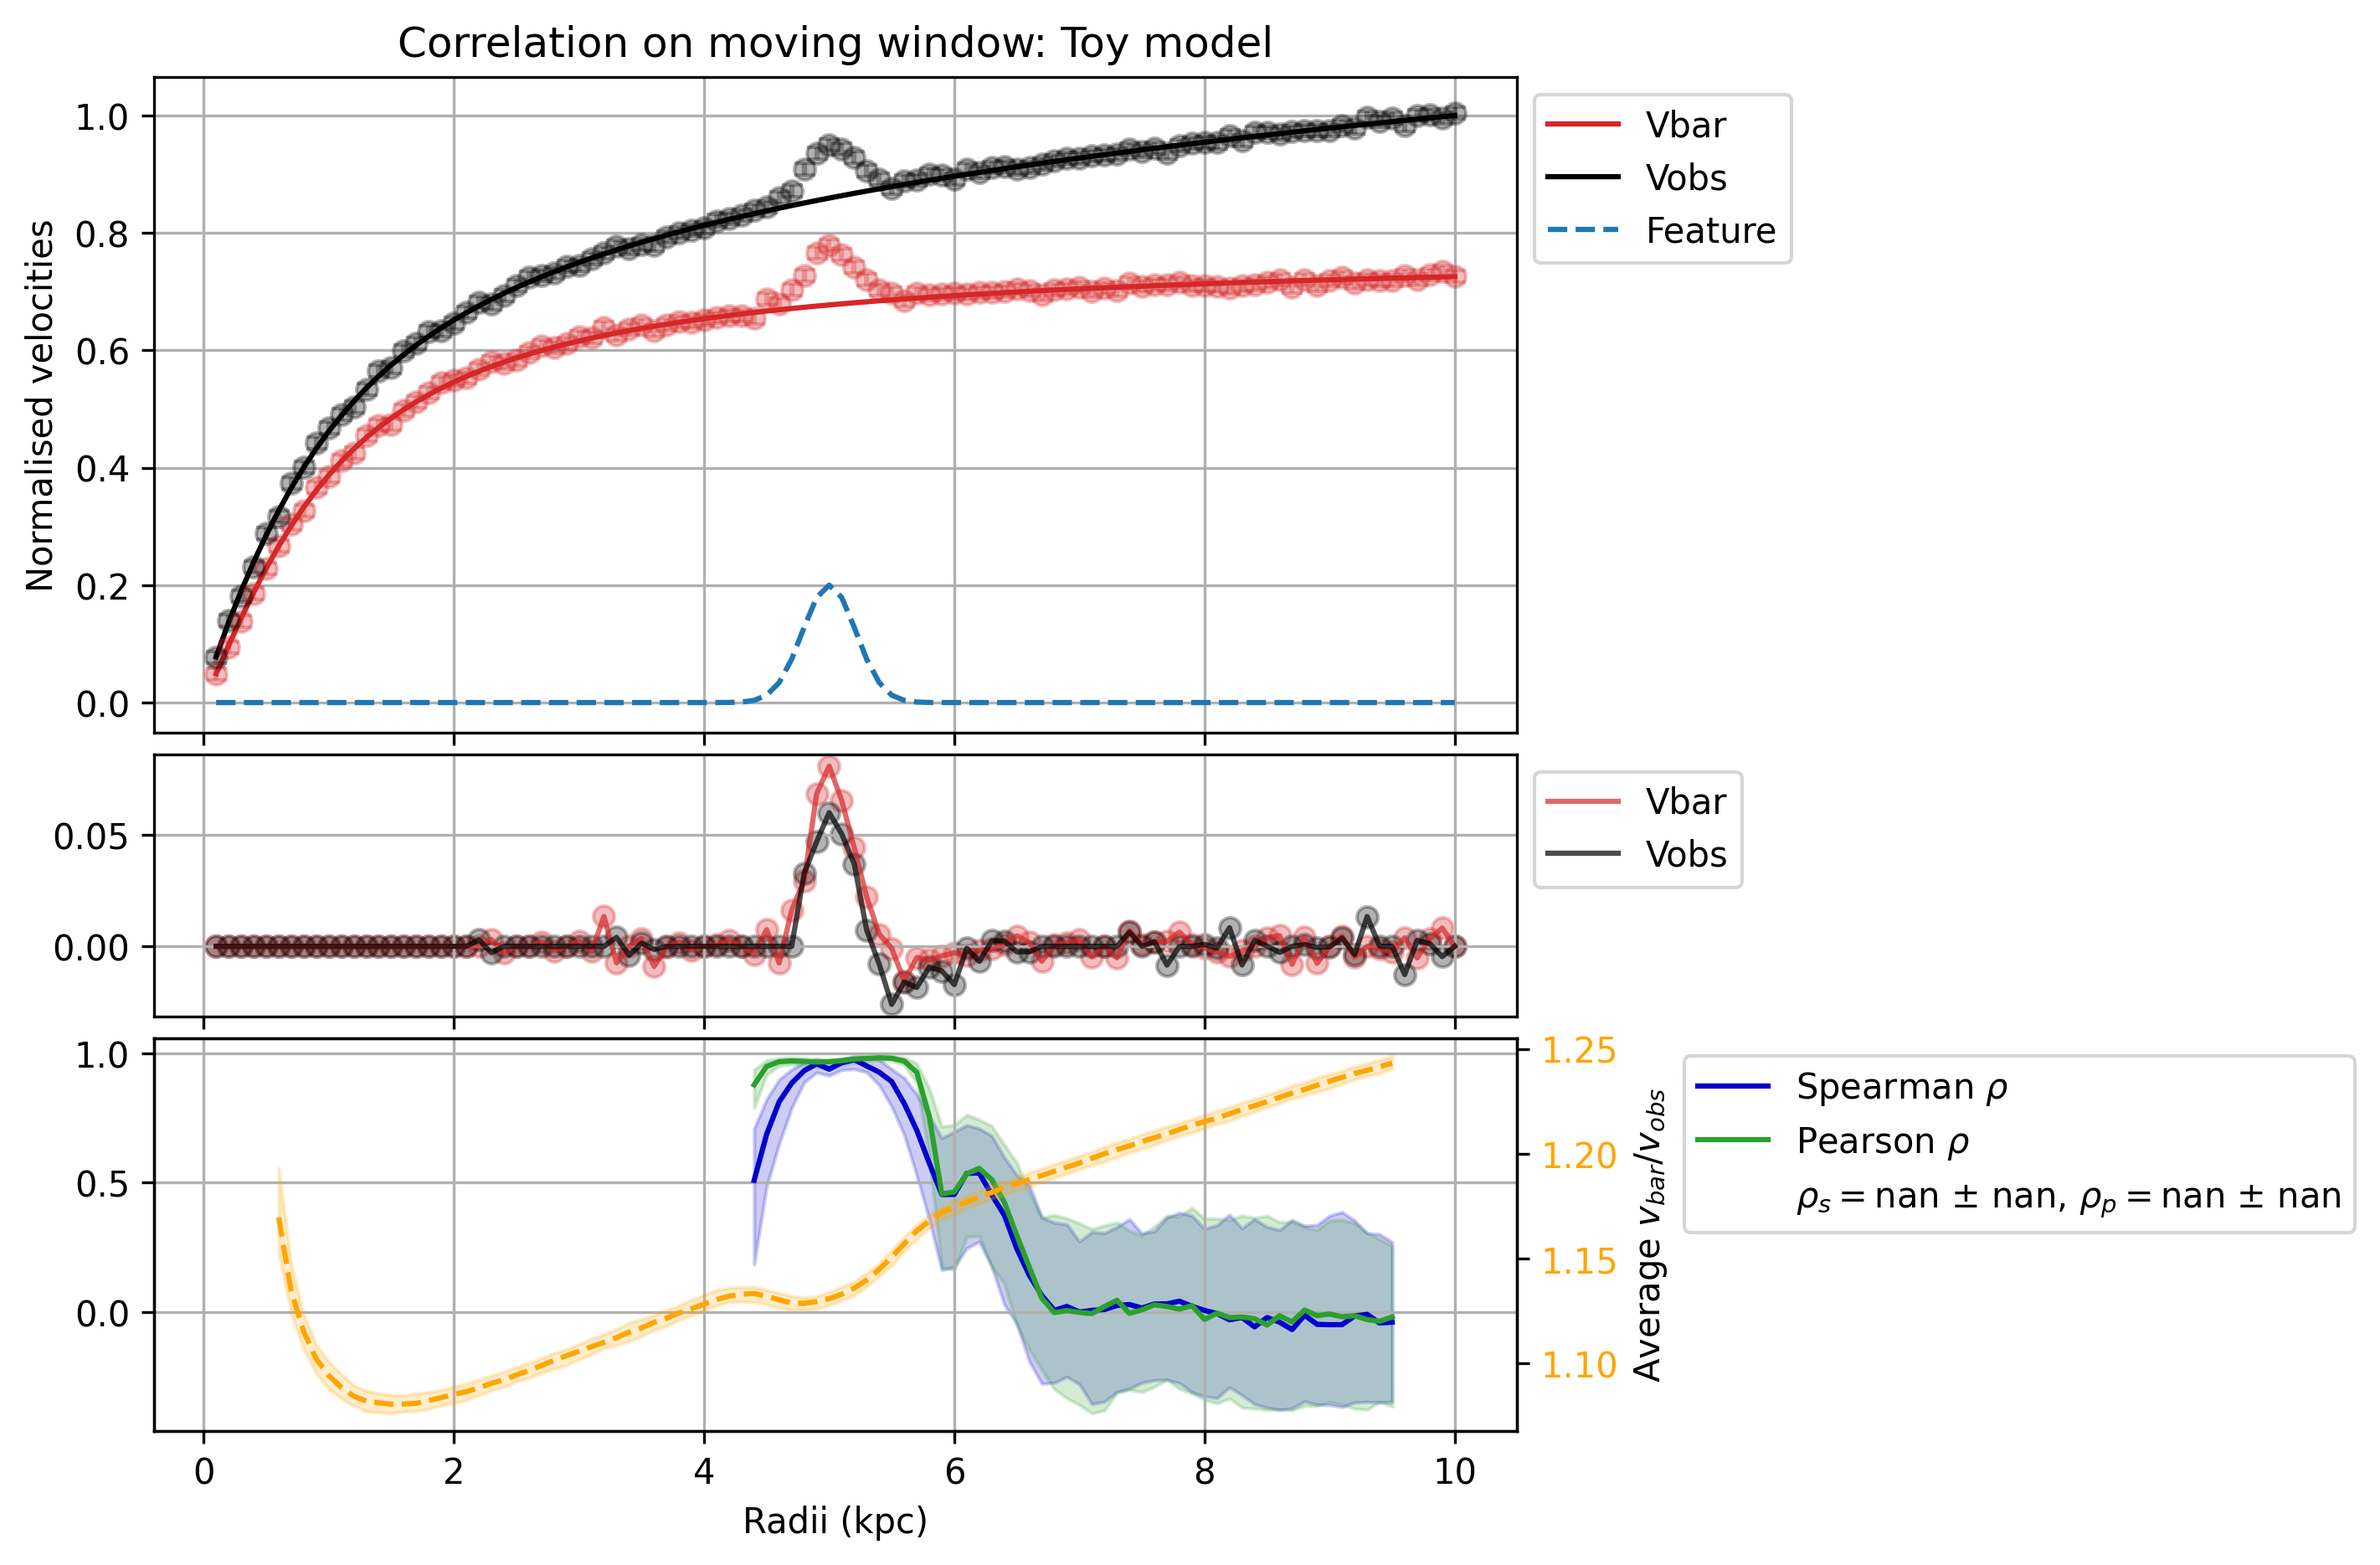 Correlation on moving window: Toy model
Normalised velocities
1.0
0.8
0.6
0.4
0.2
0.0
Vbar
Vobs
Feature
0.05
0.00
Vbar
Vobs
1.0
0.5
0.0
1.25
1.20
1.15
1.10
Average v_bar/v_obs
Spearman ρ
Pearson ρ
ρ_s = nan ± nan, ρ_p = nan ± nan
0 2 4 6 8 10
Radii (kpc)